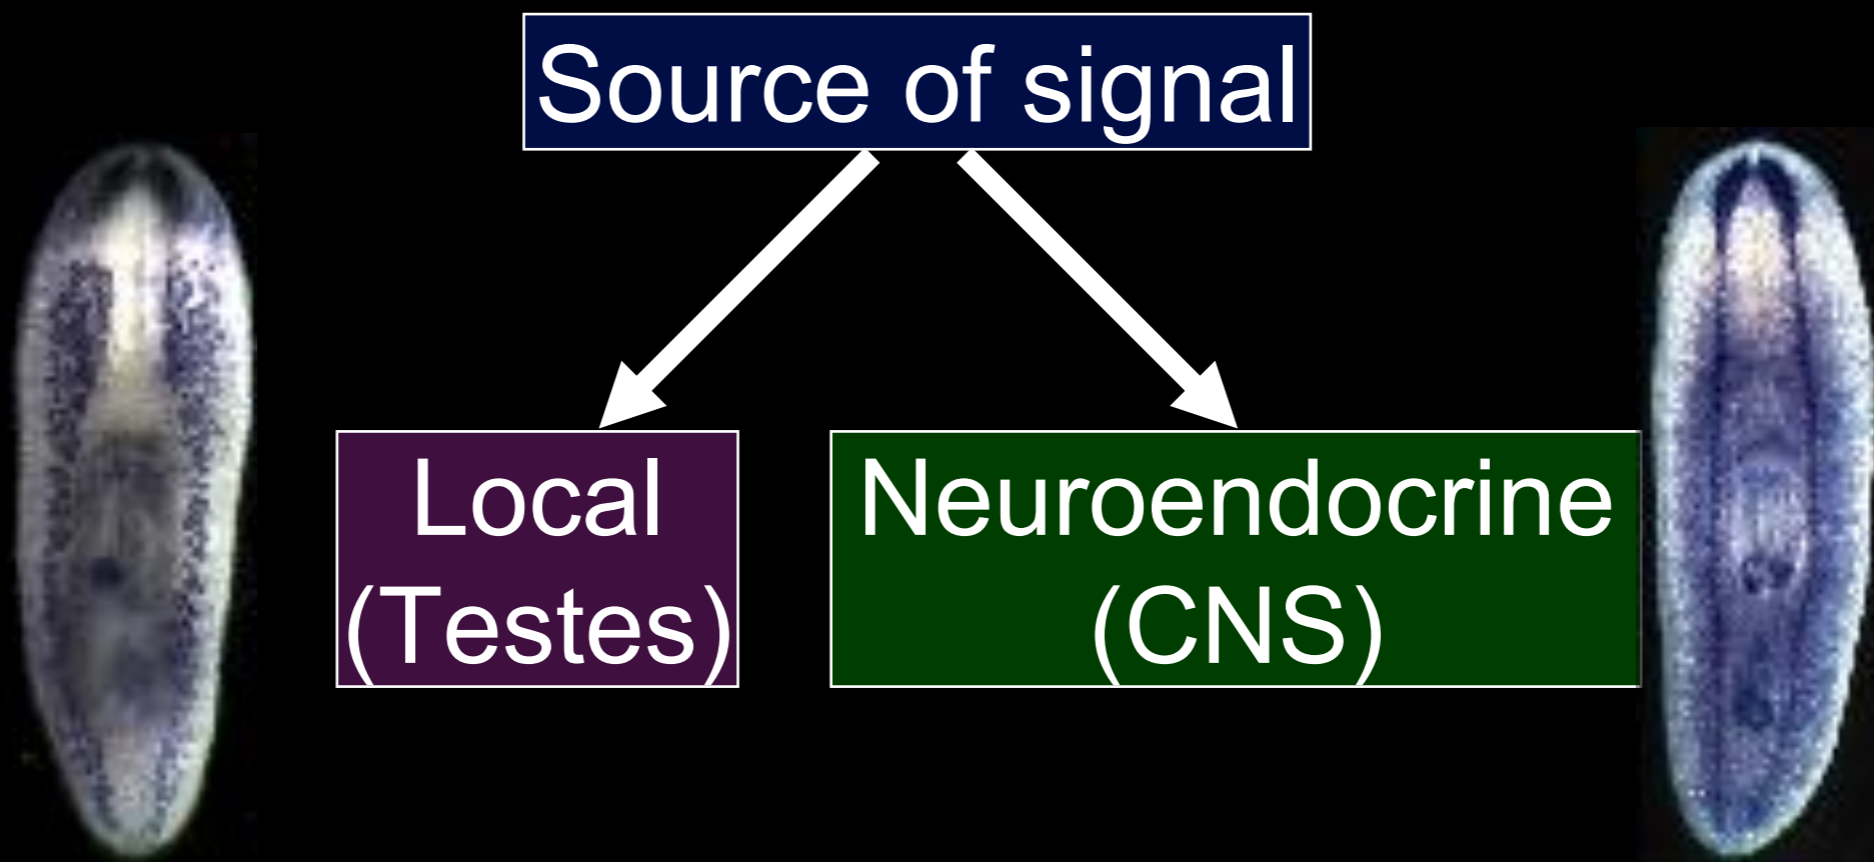 Source of signal
Local
(Testes)
Neuroendocrine
(CNS)